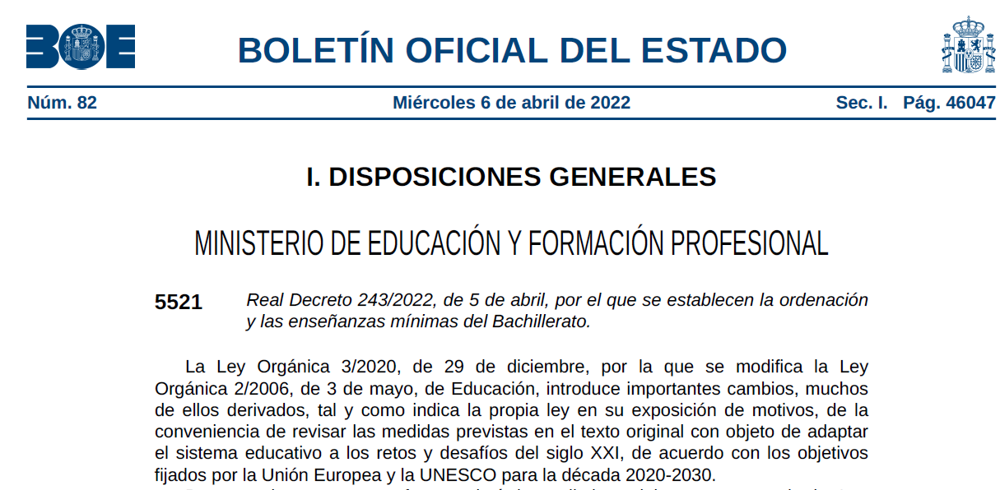 BOE
BOLETÍN OFICIAL DEL ESTADO
Núm. 82 Miércoles 6 de abril de 2022 Sec. I. Pág. 46047
I. DISPOSICIONES GENERALES
MINISTERIO DE EDUCACIÓN Y FORMACIÓN PROFESIONAL
5521 Real Decreto 243/2022, de 5 de abril, por el que se establecen la ordenación
y las enseñanzas mínimas del Bachillerato.
La Ley Orgánica 3/2020, de 29 de diciembre, por la que se modifica la Ley
Orgánica 2/2006, de 3 de mayo, de Educación, introduce importantes cambios, muchos
de ellos derivados, tal y como indica la propia ley en su exposición de motivos, de la
conveniencia de revisar las medidas previstas en el texto original con objeto de adaptar
el sistema educativo a los retos y desafíos del siglo XXI, de acuerdo con los objetivos
fijados por la Unión Europea y la UNESCO para la década 2020-2030.